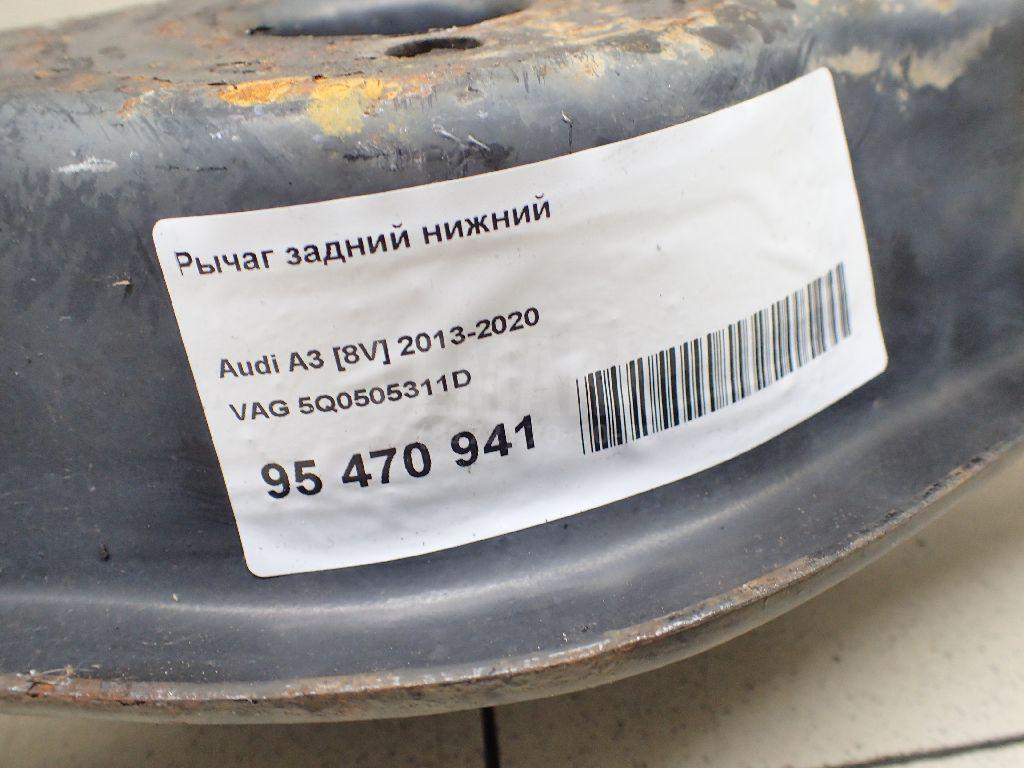 Рычаг задний нижний
Audi A3 [8V] 2013-2020
VAG 5Q0505311D
95 470 941